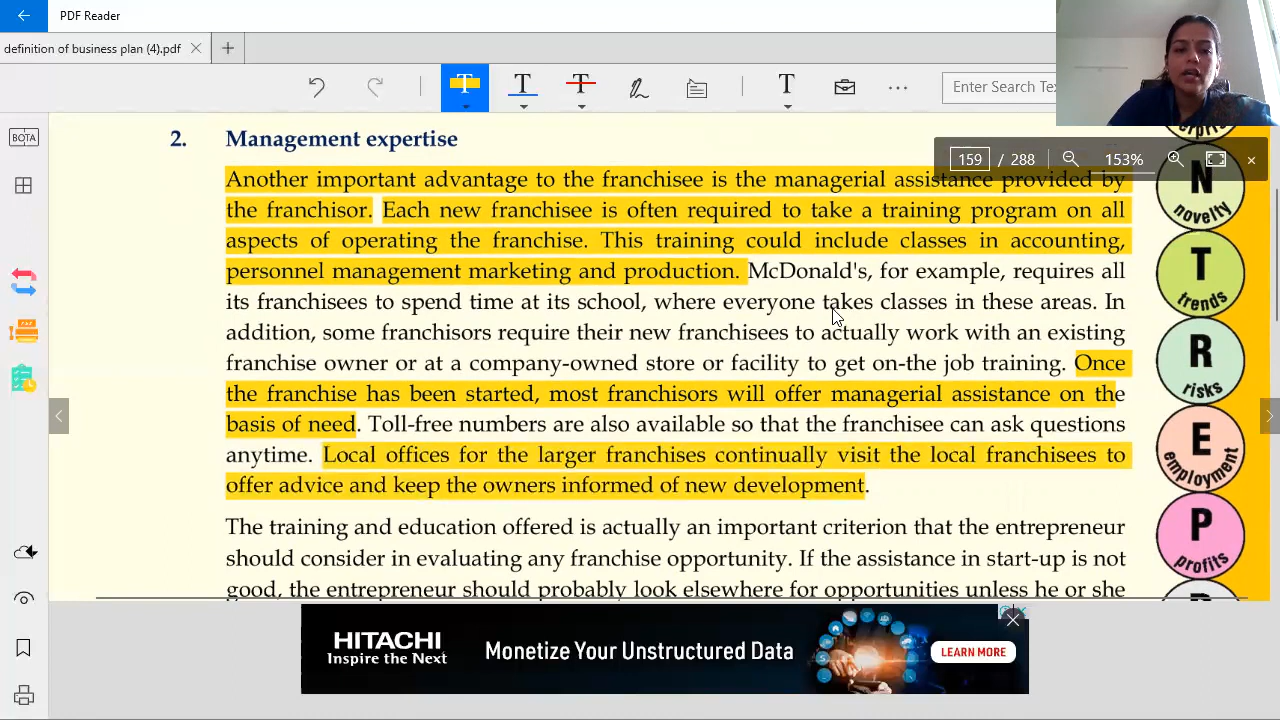 PDF Reader
definition of business plan (4).pdf
T T T T
Enter Search Te
BOTA
159 / 288 153%
2. Management expertise
Another important advantage to the franchisee is the managerial assistance provided by
the franchisor. Each new franchisee is often required to take a training program on all
aspects of operating the franchise. This training could include classes in accounting,
personnel management marketing and production. McDonald's, for example, requires all
its franchisees to spend time at its school, where everyone takes classes in these areas. In
addition, some franchisors require their new franchisees to actually work with an existing
franchise owner or at a company-owned store or facility to get on-the job training. Once
the franchise has been started, most franchisors will offer managerial assistance on the
basis of need. Toll-free numbers are also available so that the franchisee can ask questions
anytime. Local offices for the larger franchises continually visit the local franchisees to
offer advice and keep the owners informed of new development.
The training and education offered is actually an important criterion that the entrepreneur
should consider in evaluating any franchise opportunity. If the assistance in start-up is not
good, the entrepreneur should probably look elsewhere for opportunities unless he or she
N
novelty
T
trends
R
risks
E
employment
P
profits
HITACHI
Inspire the Next
Monetize Your Unstructured Data
LEARN MORE